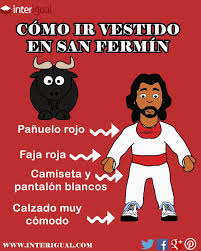 interigual
CÓMO IR VESTIDO
EN SAN FERMÍN
Pañuelo rojo
Faja roja
Camiseta y
pantalón blancos
Calzado muy
cómodo
WWW.INTERIGUAL.COM